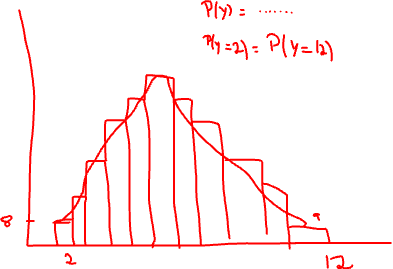 P(y) = .......
P(y=2) = P(y=12)
8
2
12